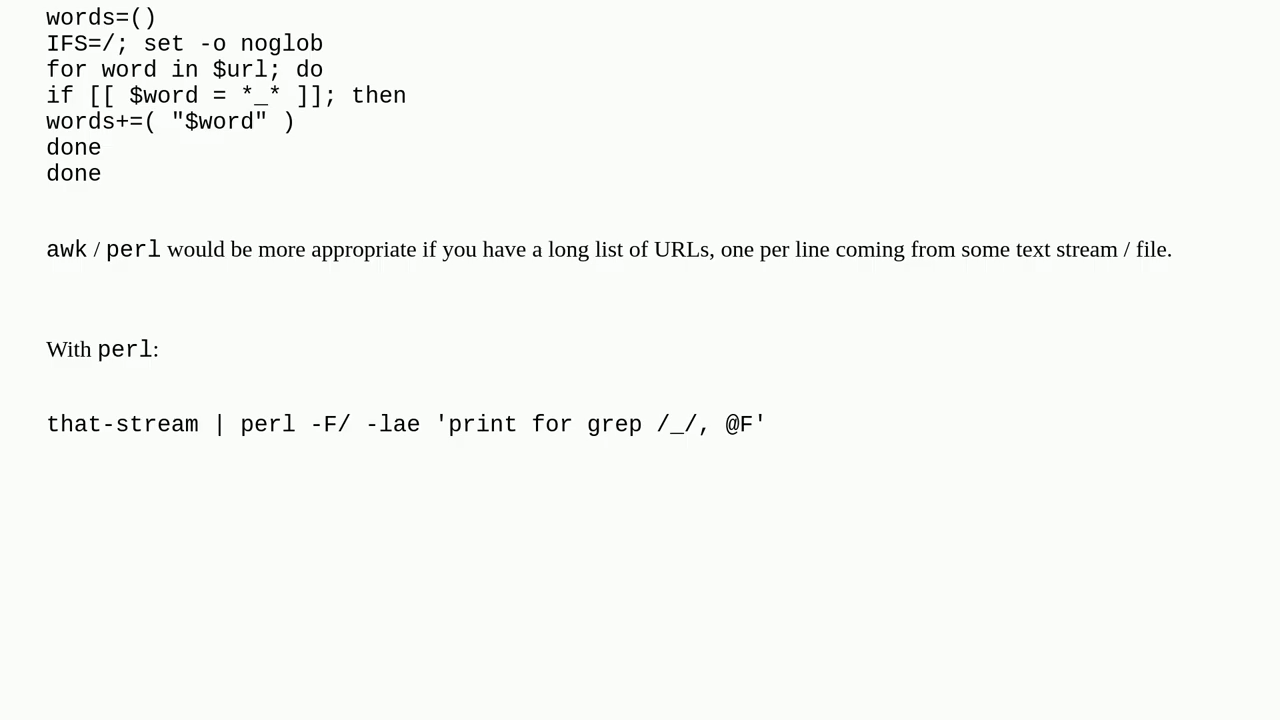 words=()
IFS=/; set -o noglob
for word in $url; do
if [[ $word = *_* ]]; then
words+=( "$word" )
done
done
awk / perl would be more appropriate if you have a long list of URLs, one per line coming from some text stream / file.
With perl:
that-stream | perl -F/ -lae 'print for grep /_/, @F'